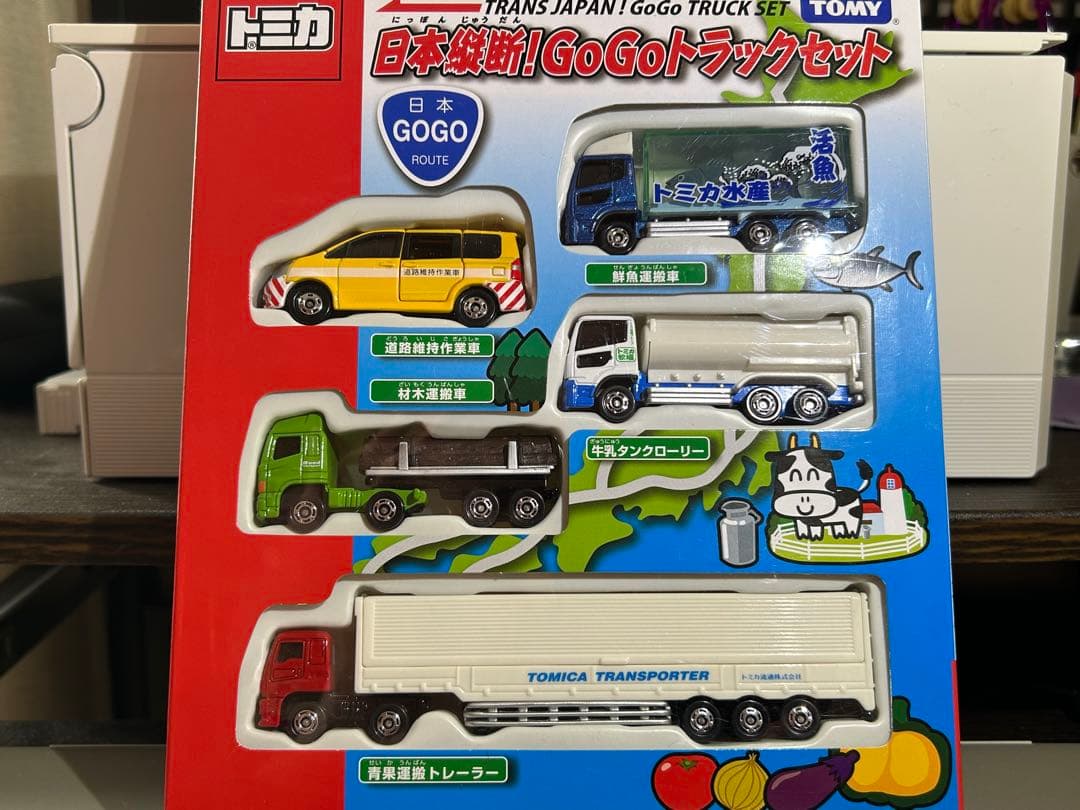 トミカ
TRANS JAPAN! GoGo TRUCK SET
TOMY
にっぽん じゅうだん
日本縦断!GoGoトラックセット
日本
GOGO
ROUTE
活魚
トミカ水産
せんぎょうんぱんしゃ
鮮魚運搬車
道路維持作業車
どうろいじさぎょうしゃ
道路維持作業車
ざいもくうんぱんしゃ
材木運搬車
トミカ
牧場
ぎゅうにゅう
牛乳タンクローリー
TOMICA TRANSPORTER
トミカ流通株式会社
せいかうんぱん
青果運搬トレーラー